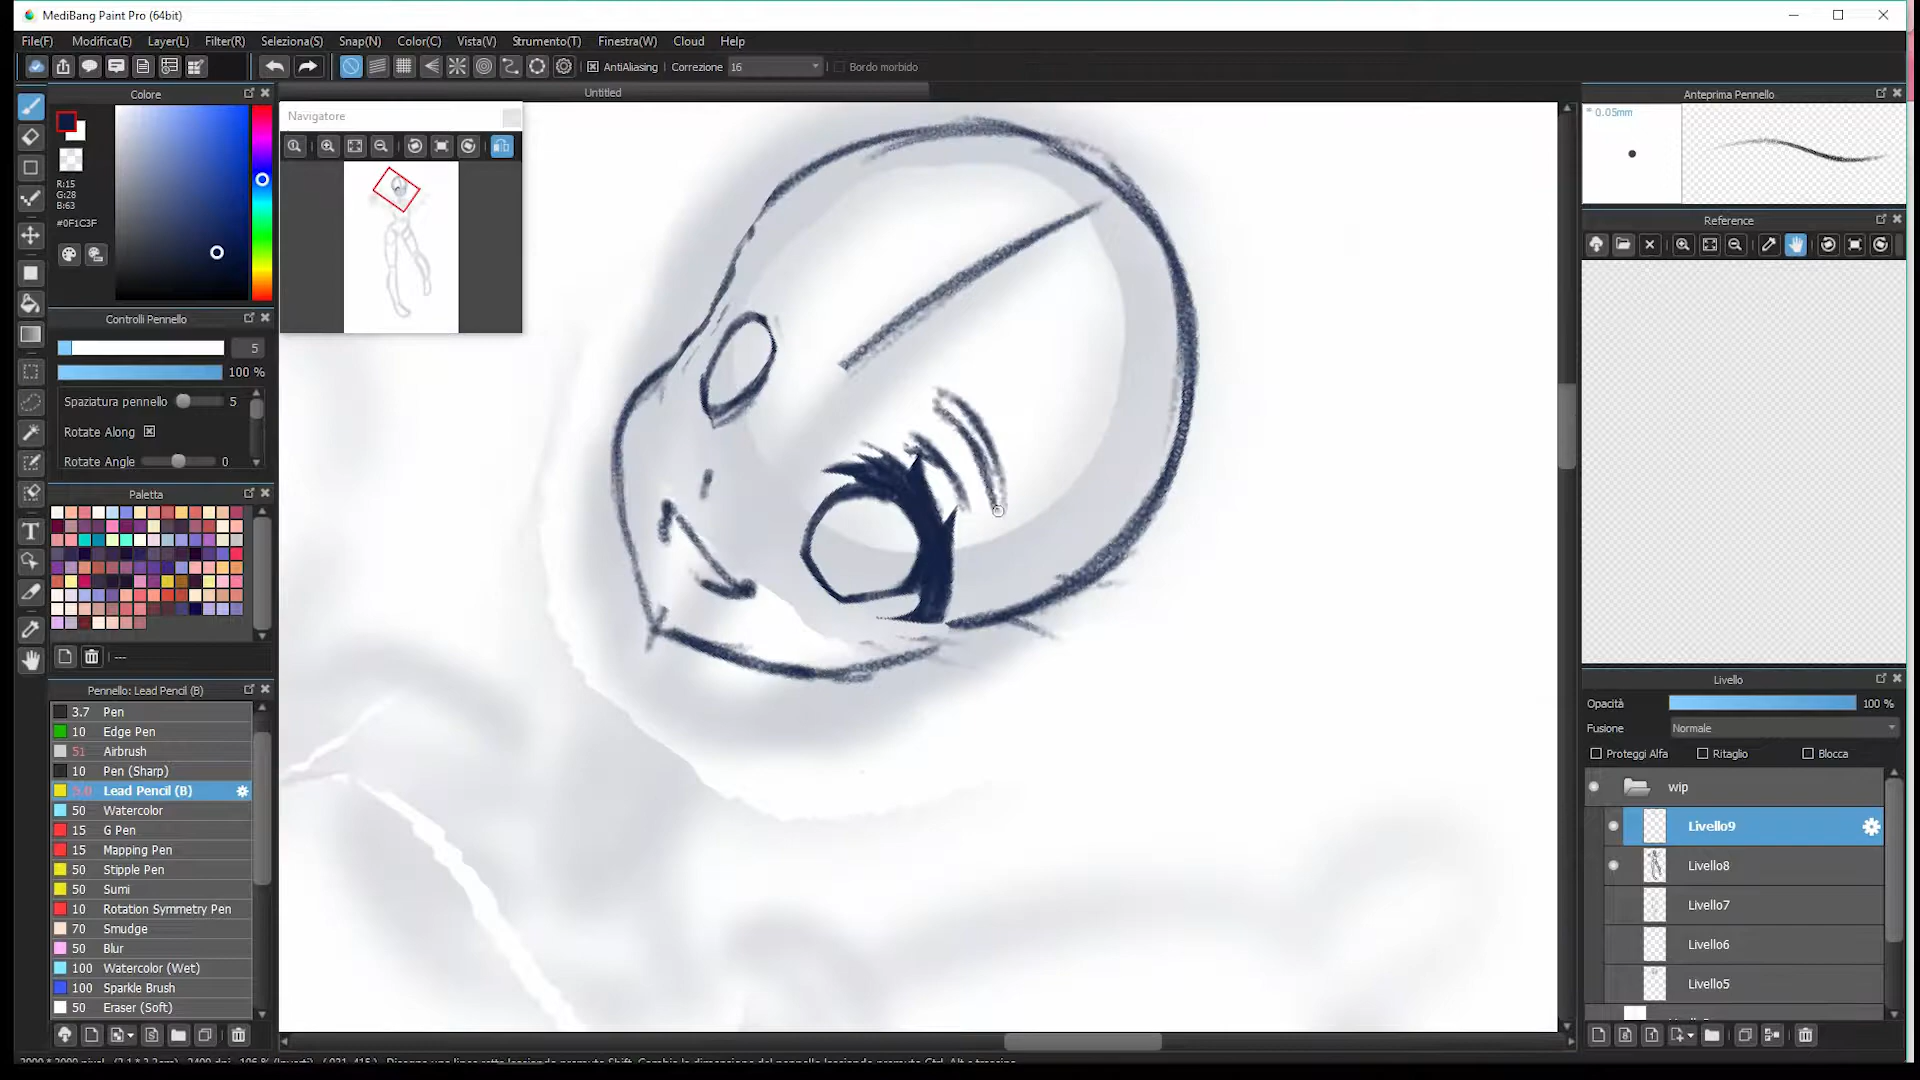 MediBang Paint Pro (64bit)
File(F) Modifica(E) Layer(L) Filter(R) Seleziona(S) Snap(N) Color(C) Vista(V) Strumento(T) Finestra(W) Cloud Help
AntiAliasing Correzione 16 Bordo morbido
Colore
Untitled
Navigatore
R:15
G:28
B:63
#0F1C3F
Controlli Pennello
5
100 %
Spaziatura pennello 5
Rotate Along
Rotate Angle 0
Paletta
---
Pennello: Lead Pencil (B)
3.7 Pen
10 Edge Pen
51 Airbrush
10 Pen (Sharp)
5.0 Lead Pencil (B)
50 Watercolor
15 G Pen
15 Mapping Pen
50 Stipple Pen
50 Sumi
10 Rotation Symmetry Pen
70 Smudge
50 Blur
100 Watercolor (Wet)
100 Sparkle Brush
50 Eraser (Soft)
Anteprima Pennello
0.05mm
Reference
Livello
Opacità 100 %
Fusione Normale
Proteggi Alfa Ritaglio Blocca
wip
Livello9
Livello8
Livello7
Livello6
Livello5